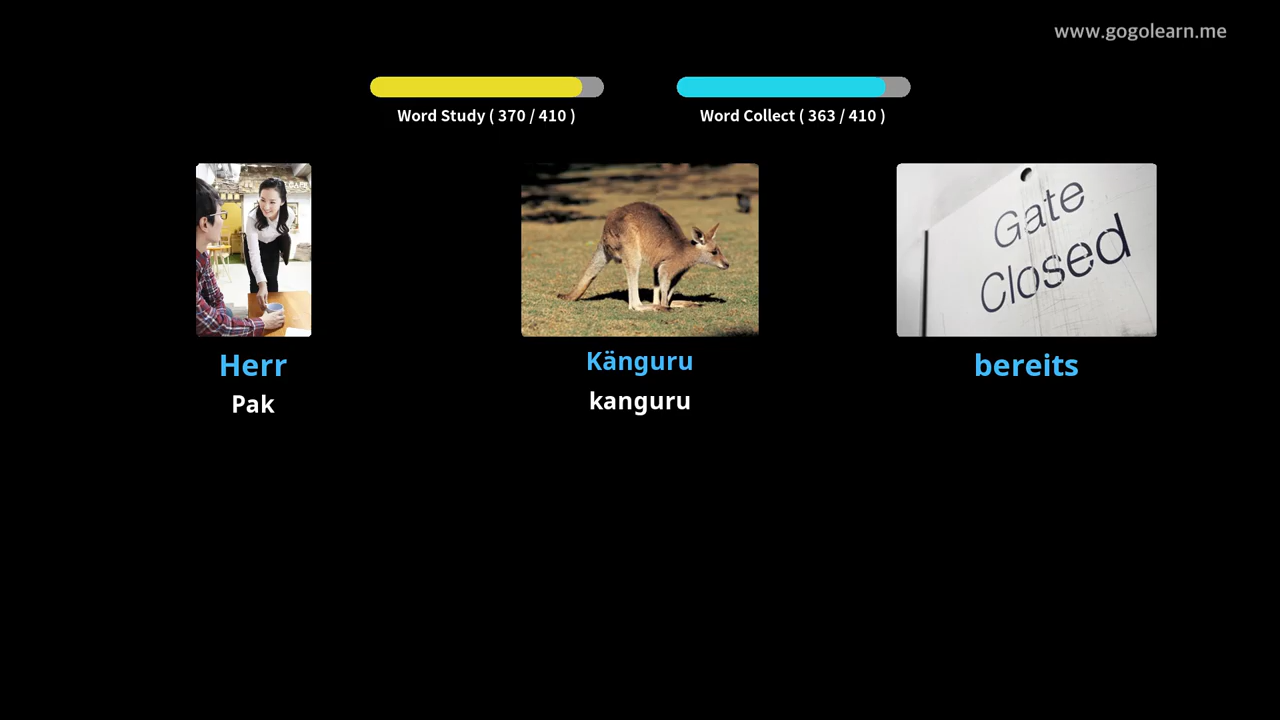 www.gogolearn.me
Word Study ( 370 / 410 )
Word Collect ( 363 / 410 )
Gate
Closed
Herr
Pak
Känguru
kanguru
bereits